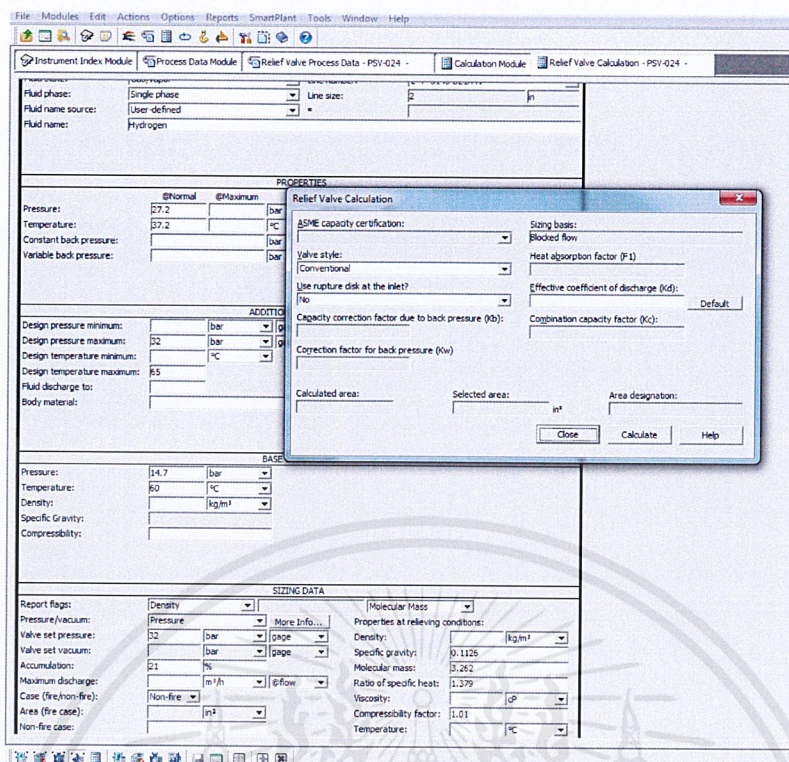 File Modules Edit Actions Options Reports SmartPlant Tools Window Help
Instrument Index Module Process Data Module Relief Valve Process Data - PSV-024 - Calculation Module Relief Valve Calculation - PSV-024 -
Fluid phase: Single phase Line size: 2 in
Fluid name source: User-defined
Fluid name: Hydrogen
PROPERTIES
@Normal @Maximum
Pressure: 27.2 bar
Temperature: 37.2 °C
Constant back pressure: bar
Variable back pressure: bar
ADDITIO
Design pressure minimum: bar
Design pressure maximum: 32 bar
Design temperature minimum: °C
Design temperature maximum: 65
Fluid discharge to:
Body material:
Relief Valve Calculation
ASME capacity certification: Sizing basis:
Blocked flow
Valve style: Heat absorption factor (F1)
Conventional
Use rupture disk at the inlet? Effective coefficient of discharge (Kd):
No Default
Capacity correction factor due to back pressure (Kb): Combination capacity factor (Kc):
Correction factor for back pressure (Kw)
Calculated area: Selected area: Area designation:
in²
Close Calculate Help
BASE
Pressure: 14.7 bar
Temperature: 60 °C
Density: kg/m³
Specific Gravity:
Compressibility:
SIZING DATA
Report flags: Density Molecular Mass
Pressure/vacuum: Pressure More Info... Properties at relieving conditions:
Valve set pressure: 32 bar gage Density: kg/m³
Valve set vacuum: bar gage Specific gravity: 0.1126
Accumulation: 21 % Molecular mass: 3.262
Maximum discharge: m³/h @flow Ratio of specific heat: 1.379
Case (fire/non-fire): Non-fire Viscosity: cP
Area (fire case): in² Compressibility factor: 1.01
Non-fire case: Temperature: °C